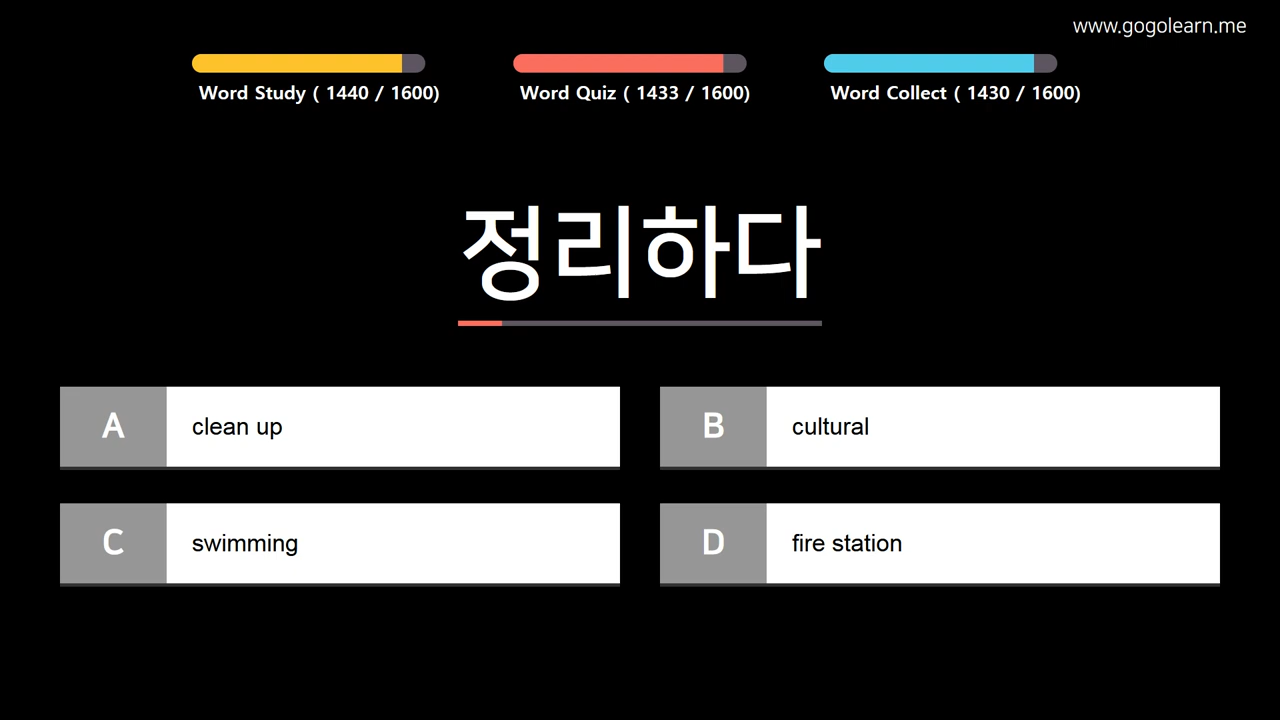 www.gogolearn.me
Word Study ( 1440 / 1600)
Word Quiz ( 1433 / 1600)
Word Collect ( 1430 / 1600)
정리하다
A clean up
B cultural
C swimming
D fire station